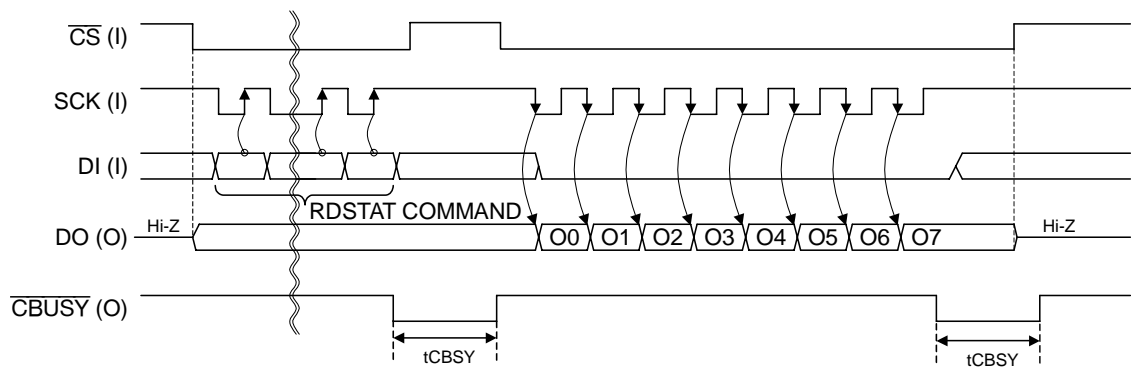 CS (I)
SCK (I)
DI (I)
RDSTAT COMMAND
DO (O) Hi-Z O0 O1 O2 O3 O4 O5 O6 O7 Hi-Z
CBUSY (O)
tCBSY tCBSY